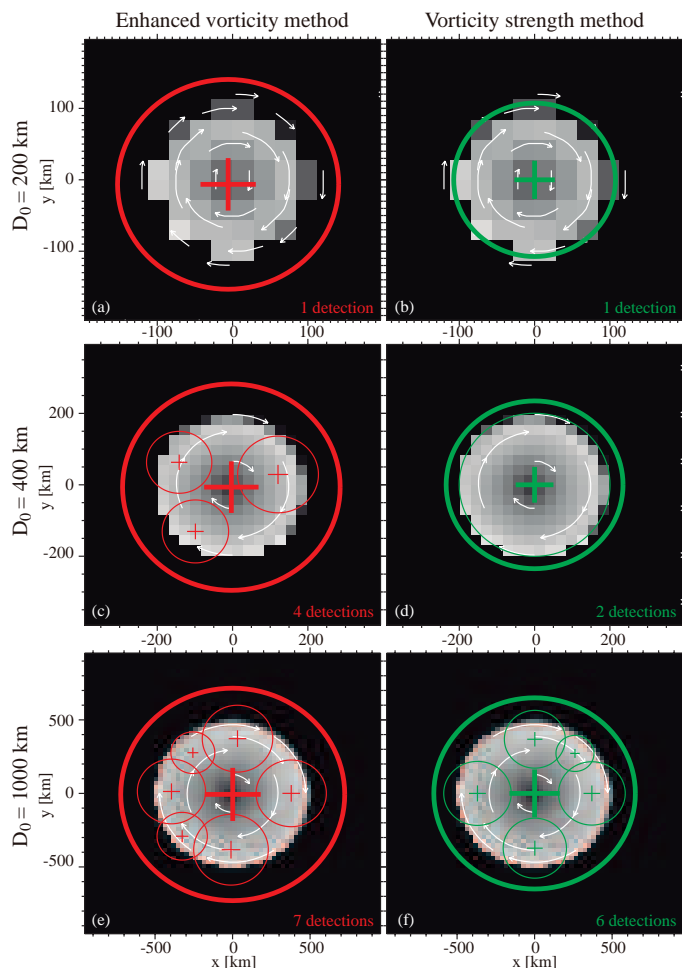 Enhanced vorticity method
Vorticity strength method
D₀ = 200 km
y [km]
100
0
-100
(a)
1 detection
-100
0
100
(b)
1 detection
-100
0
100
D₀ = 400 km
y [km]
200
0
-200
(c)
4 detections
-200
0
200
(d)
2 detections
-200
0
200
D₀ = 1000 km
y [km]
500
0
-500
(e)
7 detections
-500
0
500
x [km]
(f)
6 detections
-500
0
500
x [km]